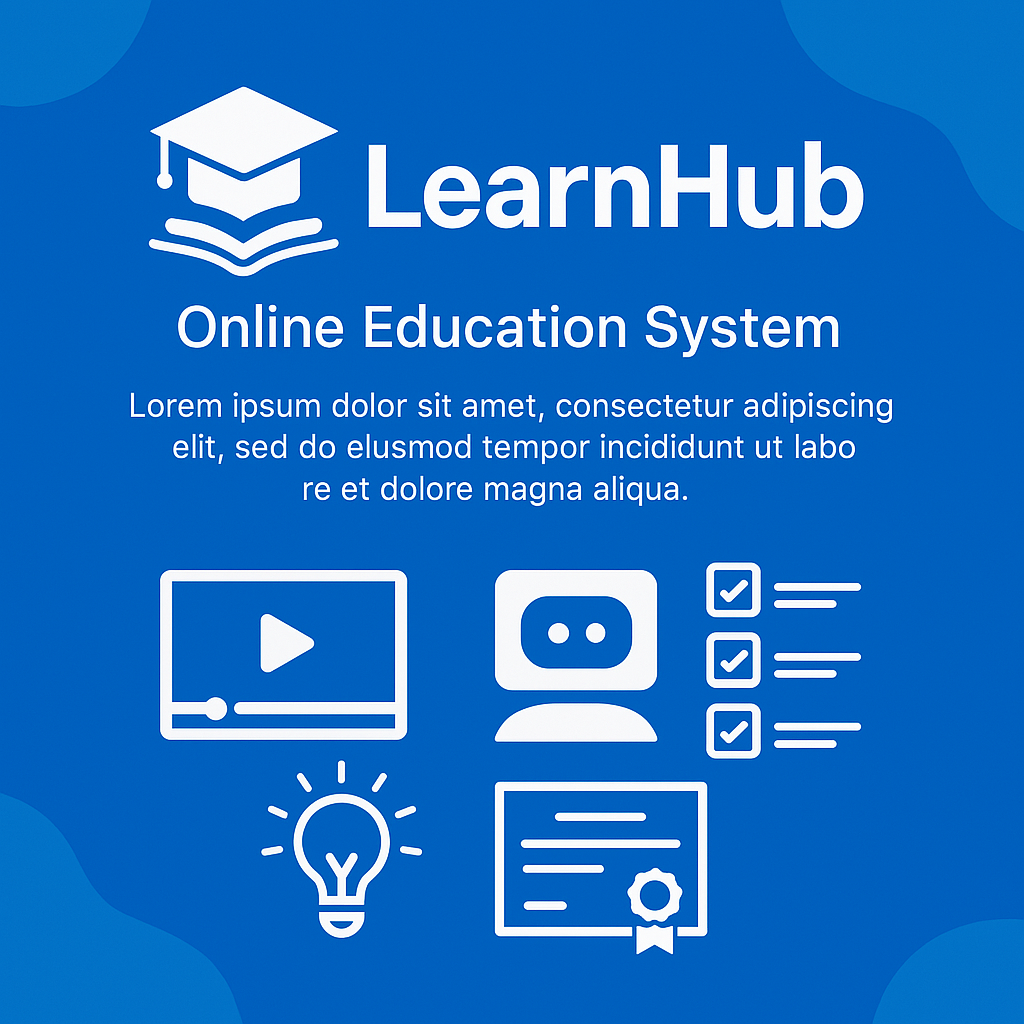 LearnHub
Online Education System
Lorem ipsum dolor sit amet, consectetur adipiscing
elit, sed do elusmod tempor incididunt ut labo
re et dolore magna aliqua.